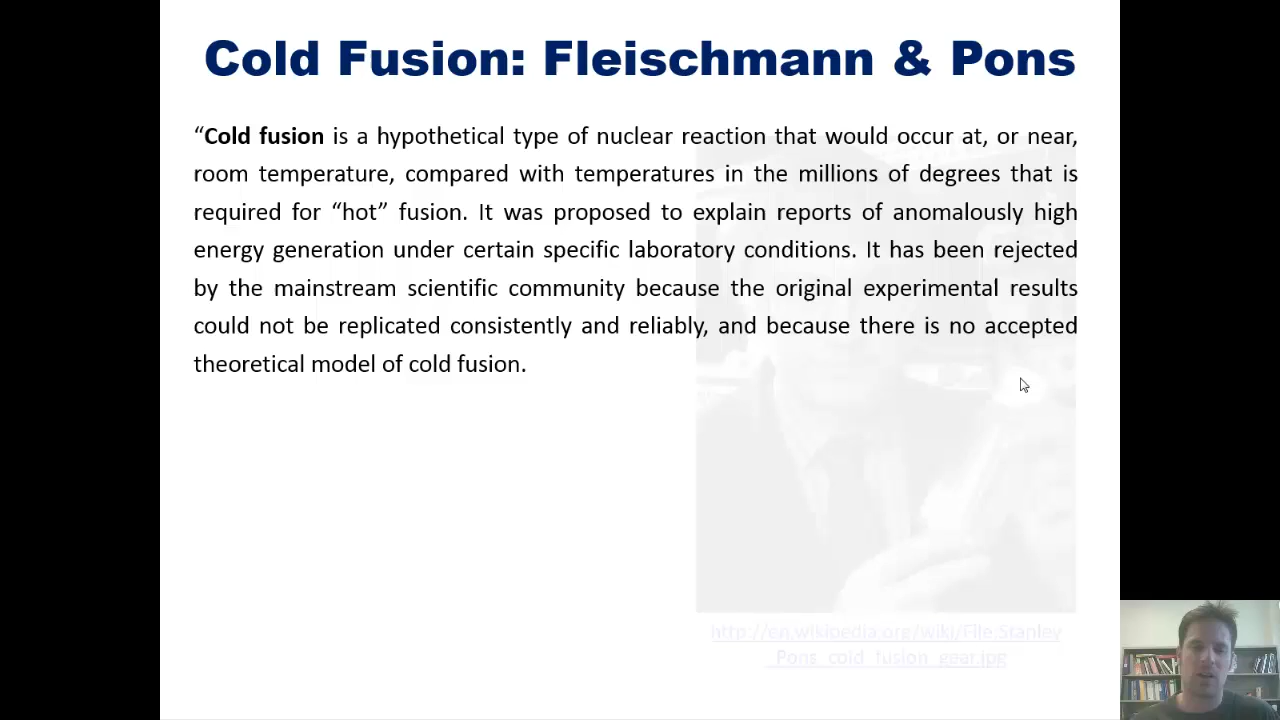 Cold Fusion: Fleischmann & Pons
“Cold fusion is a hypothetical type of nuclear reaction that would occur at, or near,
room temperature, compared with temperatures in the millions of degrees that is
required for “hot” fusion. It was proposed to explain reports of anomalously high
energy generation under certain specific laboratory conditions. It has been rejected
by the mainstream scientific community because the original experimental results
could not be replicated consistently and reliably, and because there is no accepted
theoretical model of cold fusion.
http://en.wikipedia.org/wiki/File:Stanley
_Pons_cold_fusion_gear.jpg